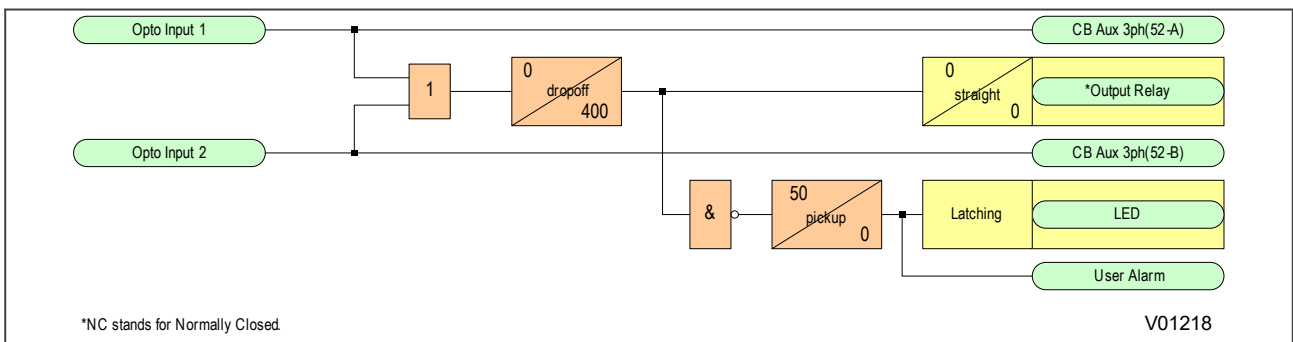 Opto Input 1
CB Aux 3ph(52-A)
0
dropoff
400
1
0
straight
0
*Output Relay
Opto Input 2
CB Aux 3ph(52-B)
&
50
pickup
0
Latching
LED
User Alarm
*NC stands for Normally Closed.
V01218